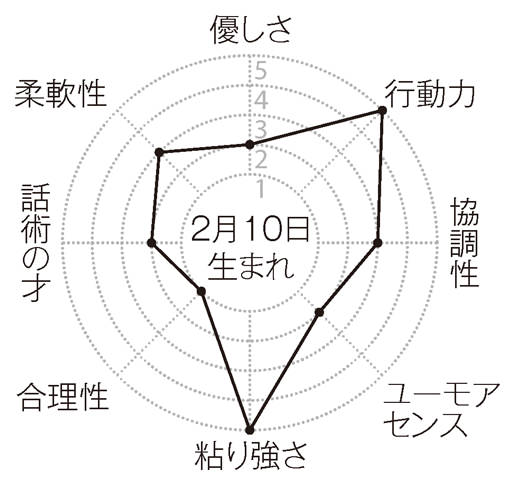 優しさ
行動力
協調性
ユーモア
センス
粘り強さ
合理性
話術の才
柔軟性
5
4
3
2
1
2月10日
生まれ